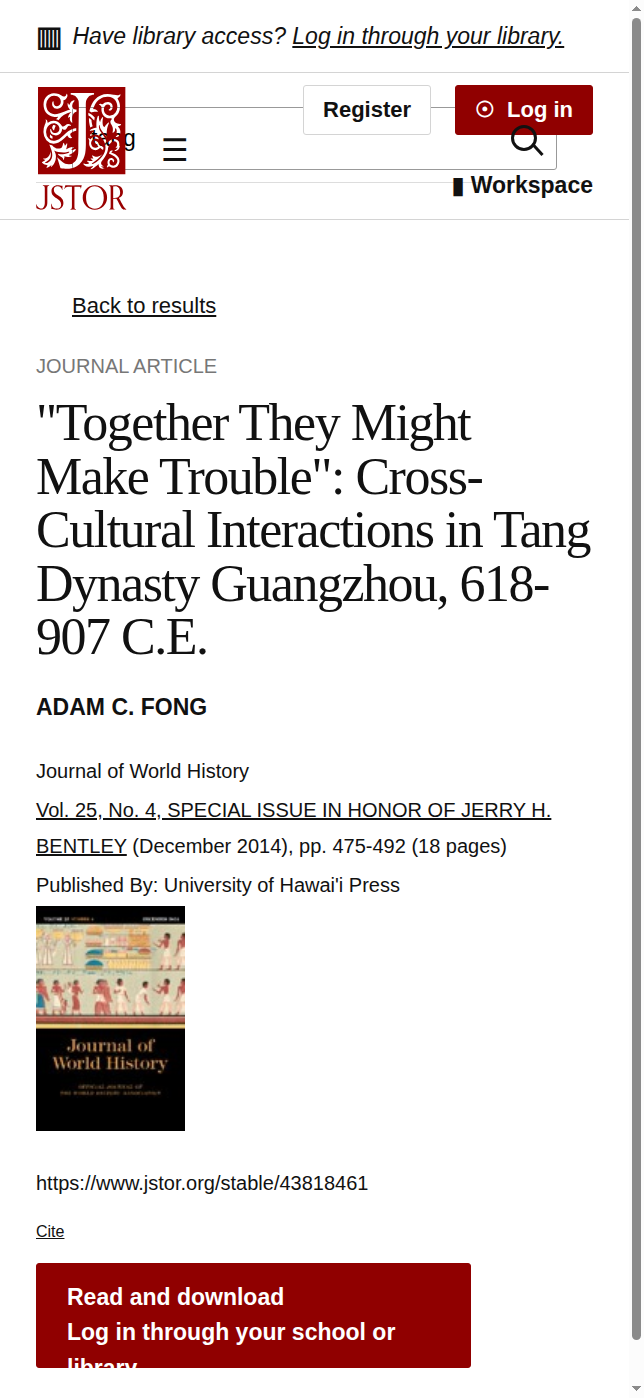 Have library access? Log in through your library.
Register
Log in
tang
JSTOR
Workspace
Back to results
JOURNAL ARTICLE
"Together They Might
Make Trouble": Cross-
Cultural Interactions in Tang
Dynasty Guangzhou, 618-
907 C.E.
ADAM C. FONG
Journal of World History
Vol. 25, No. 4, SPECIAL ISSUE IN HONOR OF JERRY H.
BENTLEY (December 2014), pp. 475-492 (18 pages)
Published By: University of Hawai'i Press
Journal of
World History
https://www.jstor.org/stable/43818461
Cite
Read and download
Log in through your school or
library